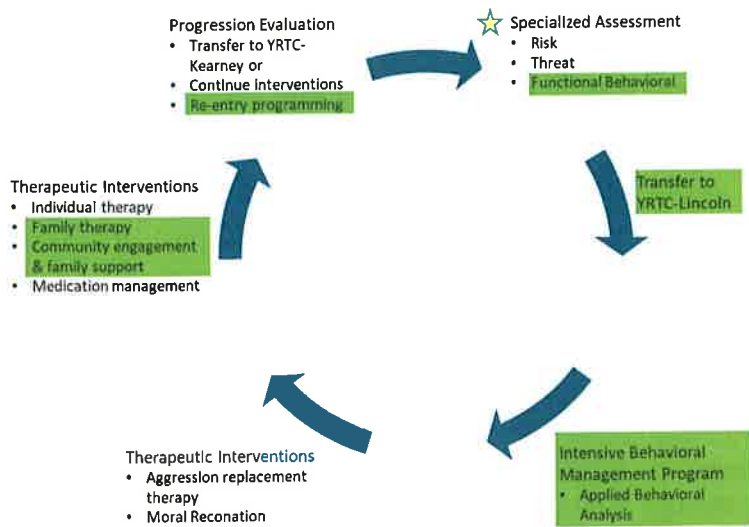 Progression Evaluation
• Transfer to YRTC-
Kearney or
• Continue interventions
• Re-entry programming
Specialized Assessment
• Risk
• Threat
• Functional Behavioral
Transfer to
YRTC-Lincoln
Intensive Behavioral
Management Program
• Applied Behavioral
Analysis
Therapeutic Interventions
• Aggression replacement
therapy
• Moral Reconation
Therapeutic Interventions
• Individual therapy
• Family therapy
• Community engagement
& family support
• Medication management